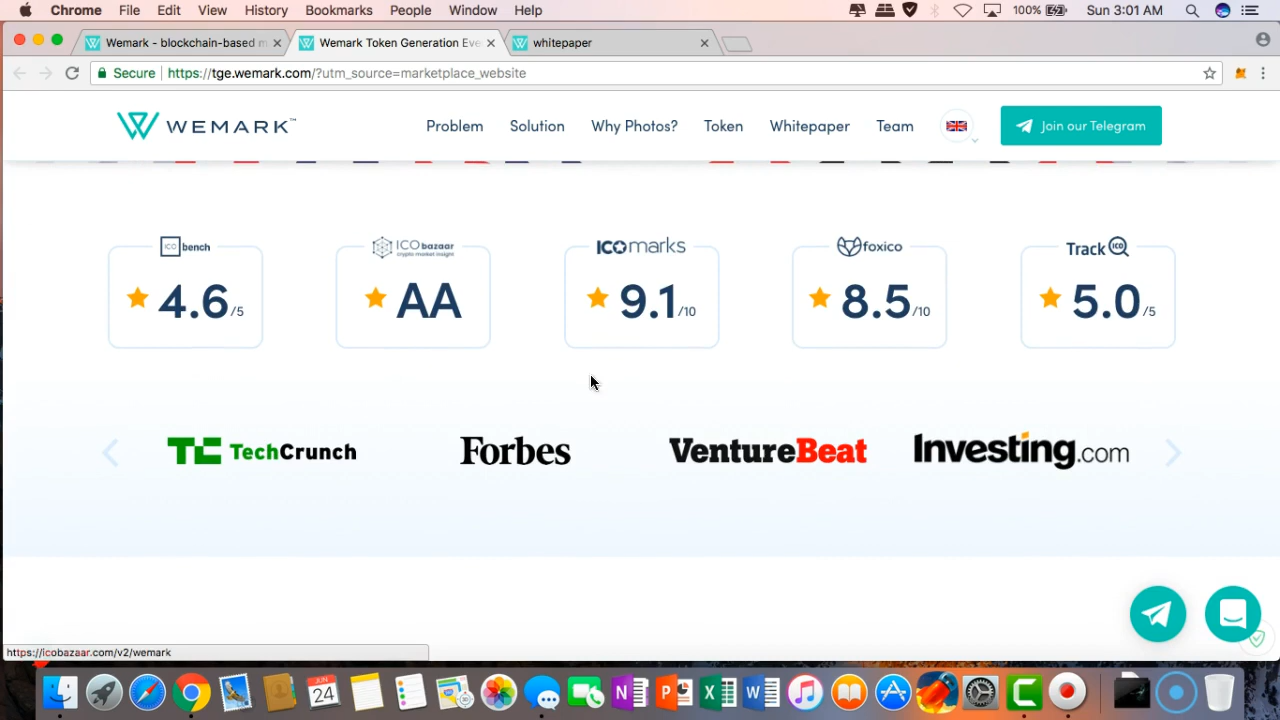 Chrome File Edit View History Bookmarks People Window Help 100% Sun 3:01 AM
Wemark - blockchain-based m Wemark Token Generation Eve whitepaper
Secure https://tge.wemark.com/?utm_source=marketplace_website
WEMARK™ Problem Solution Why Photos? Token Whitepaper Team Join our Telegram
ICO bench ICO bazaar ICOmarks foxico Track ICO
crypto market insight
4.6/5 AA 9.1/10 8.5/10 5.0/5
TechCrunch Forbes VentureBeat Investing.com
https://icobazaar.com/v2/wemark
JUN
24